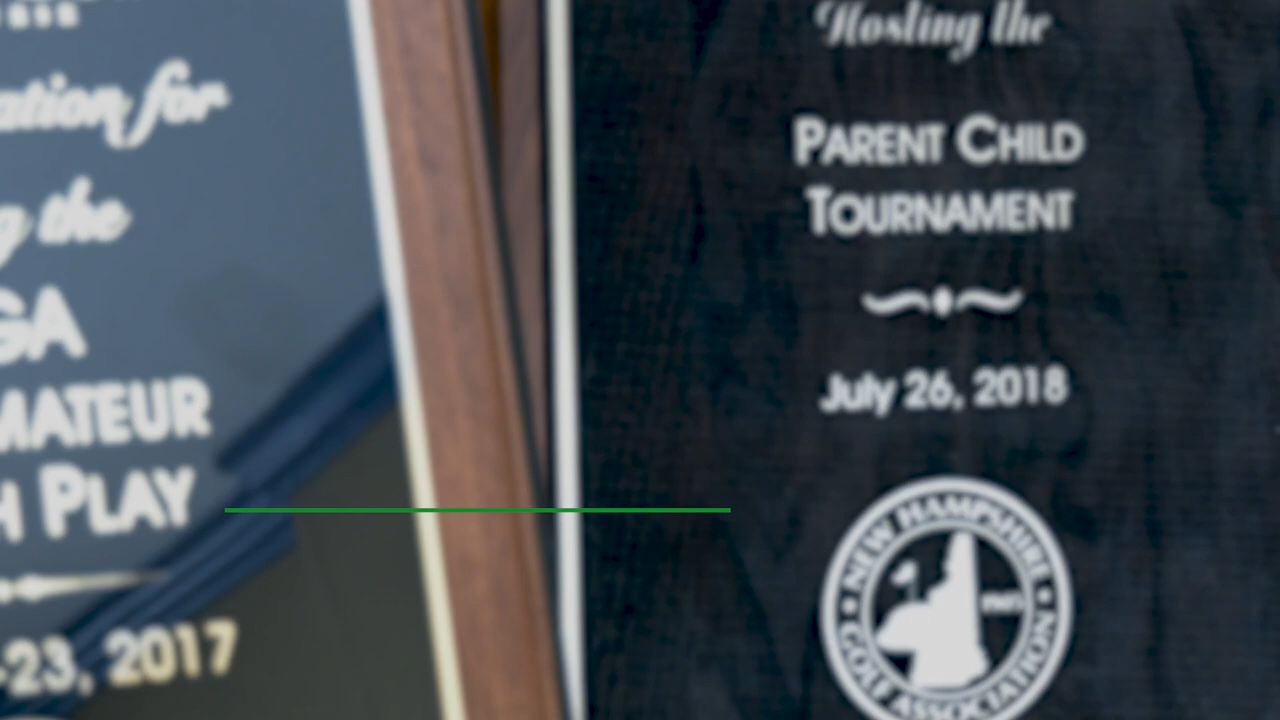 ation for
g the
GA
MATEUR
H PLAY
-23, 2017
Hosting the
PARENT CHILD
TOURNAMENT
July 26, 2018
NEW HAMPSHIRE
GOLF ASSOCIATION